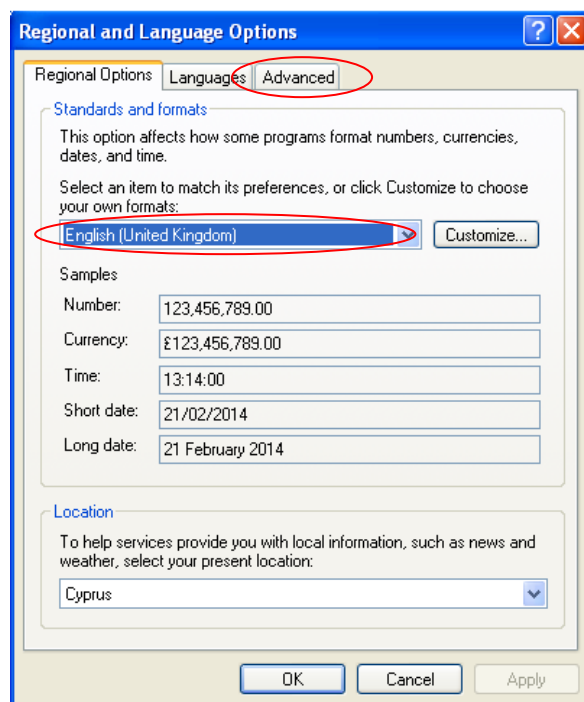 Regional and Language Options
Regional Options Languages Advanced
Standards and formats
This option affects how some programs format numbers, currencies,
dates, and time.
Select an item to match its preferences, or click Customize to choose
your own formats:
English (United Kingdom) Customize...
Samples
Number: 123,456,789.00
Currency: £123,456,789.00
Time: 13:14:00
Short date: 21/02/2014
Long date: 21 February 2014
Location
To help services provide you with local information, such as news and
weather, select your present location:
Cyprus
OK Cancel Apply